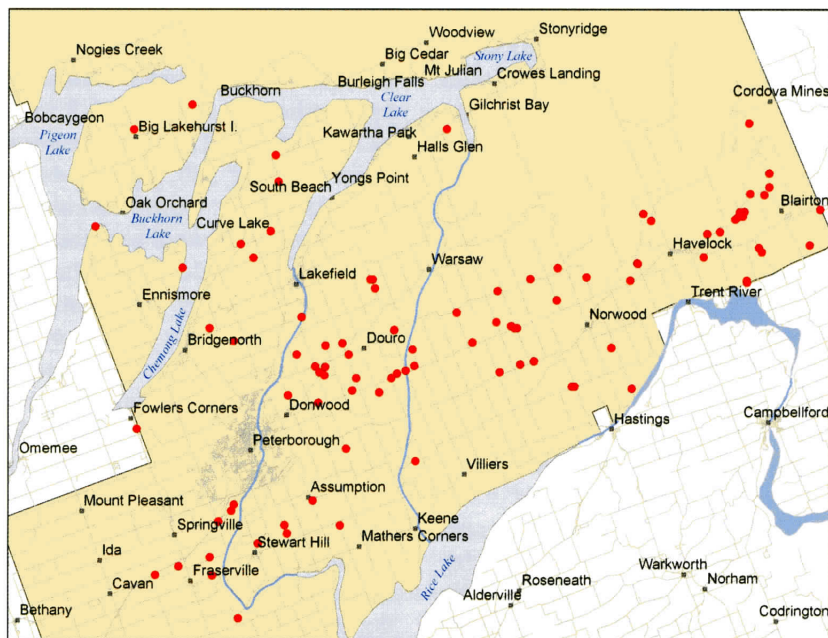 Woodview
Stonyridge
Nogies Creek
Big Cedar
Stony Lake
Mt Julian
Burleigh Falls
Crowes Landing
Buckhorn
Clear
Lake
Cordova Mines
Gilchrist Bay
Bobcaygeon
Pigeon
Lake
Big Lakehurst I.
Kawartha Park
Halls Glen
South Beach
Yongs Point
Oak Orchard
Buckhorn
Lake
Curve Lake
Blairton
Havelock
Warsaw
Lakefield
Ennismore
Trent River
Chemong Lake
Norwood
Bridgenorth
Douro
Fowlers Corners
Donwood
Hastings
Campbellford
Omemee
Peterborough
Villiers
Assumption
Mount Pleasant
Springville
Keene
Stewart Hill
Mathers Corners
Ida
Rice Lake
Fraserville
Cavan
Warkworth
Roseneath
Alderville
Norham
Bethany
Codrington